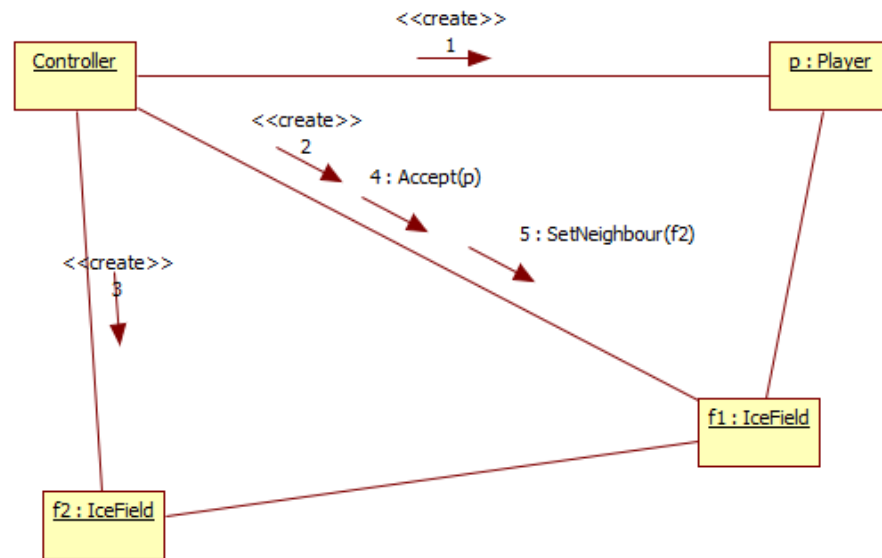 <<create>>
1
Controller
p : Player
<<create>>
2
4 : Accept(p)
5 : SetNeighbour(f2)
<<create>>
3
f1 : IceField
f2 : IceField